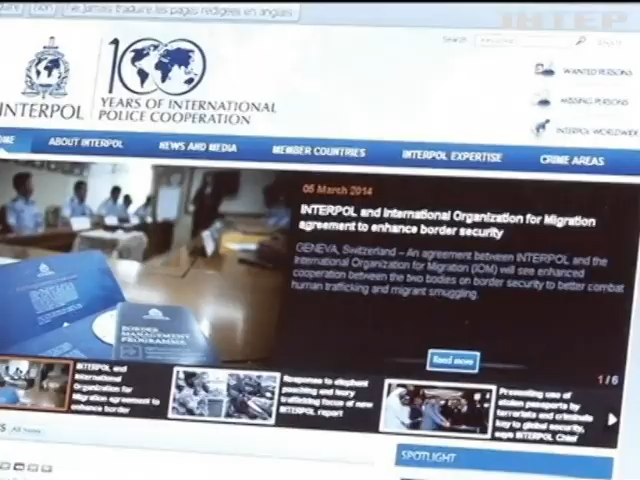 non
Ne jamais traduire les pages rédigées en anglais
ІНТЕР
Search
WANTED PERSONS
MISSING PERSONS
INTERPOL WORLDWIDE
INTERPOL
100
YEARS OF INTERNATIONAL
POLICE COOPERATION
ABOUT INTERPOL
NEWS AND MEDIA
MEMBER COUNTRIES
INTERPOL EXPERTISE
CRIME AREAS
05 March 2014
INTERPOL and International Organization for Migration
agreement to enhance border security
GENEVA, Switzerland – An agreement between INTERPOL and the
International Organization for Migration (IOM) will see enhanced
cooperation between the two bodies on border security to better combat
human trafficking and migrant smuggling.
BORDER
MANAGEMENT
PROGRAMME
Read more
1/6
INTERPOL and
International
Organization for
Migration agreement to
enhance border
Response to elephant
poaching and ivory
trafficking focus of new
INTERPOL report
Preventing use of
stolen passports by
terrorists and criminals
key to global security,
says INTERPOL Chief
SPOTLIGHT